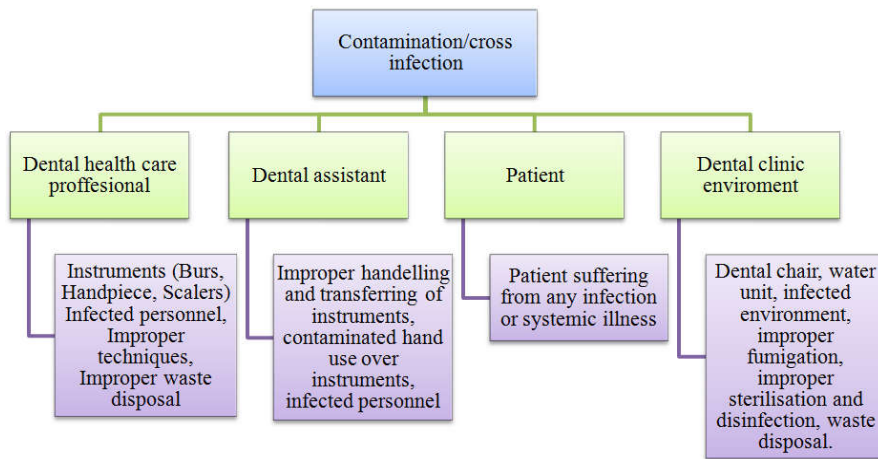 Contamination/cross
infection
Dental health care
proffesional
Dental assistant
Patient
Dental clinic
enviroment
Instruments (Burs,
Handpiece, Scalers)
Infected personnel,
Improper
techniques,
Improper waste
disposal
Improper handelling
and transferring of
instruments,
contaminated hand
use over
instruments,
infected personnel
Patient suffering
from any infection
or systemic illness
Dental chair, water
unit, infected
environment,
improper
fumigation,
improper
sterilisation and
disinfection, waste
disposal.